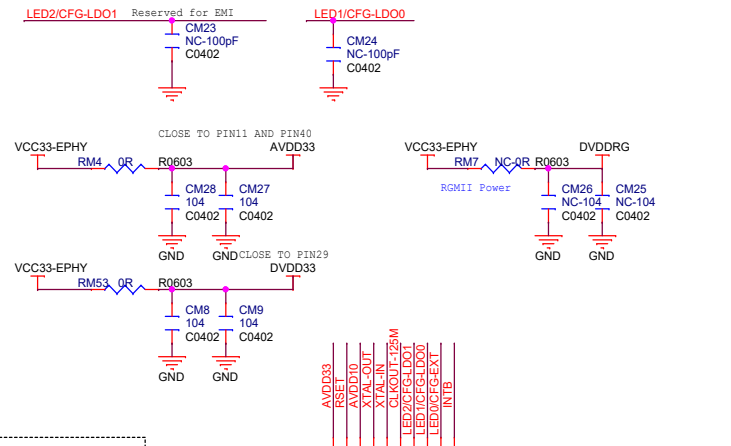 LED2/CFG-LDO1 Reserved for EMI
CM23
NC-100pF
C0402
LED1/CFG-LDO0
CM24
NC-100pF
C0402
CLOSE TO PIN11 AND PIN40
VCC33-EPHY
AVDD33
RM4 0R R0603
CM28
104
C0402
CM27
104
C0402
GND
GND
VCC33-EPHY
DVDDRG
RM7 NC-0R R0603
RGMII Power
CM26
NC-104
C0402
CM25
NC-104
C0402
GND
GND
CLOSE TO PIN29
VCC33-EPHY
DVDD33
RM53 0R R0603
CM8
104
C0402
CM9
104
C0402
GND
GND
AVDD33
RSET
AVDD10
XTAL-OUT
XTAL-IN
CLKOUT-125M
LED2/CFG-LDO1
LED1/CFG-LDO0
LED0/CFG-EXT
INTB